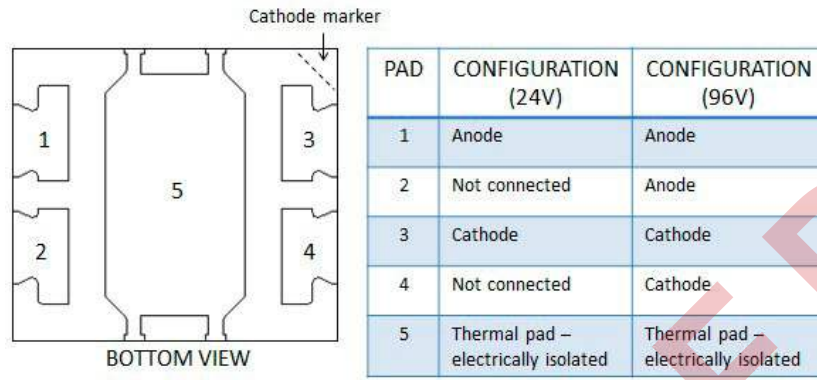 Cathode marker
1
2
3
4
5
BOTTOM VIEW
PAD CONFIGURATION (24V) CONFIGURATION (96V)
1 Anode Anode
2 Not connected Anode
3 Cathode Cathode
4 Not connected Cathode
5 Thermal pad – electrically isolated Thermal pad – electrically isolated